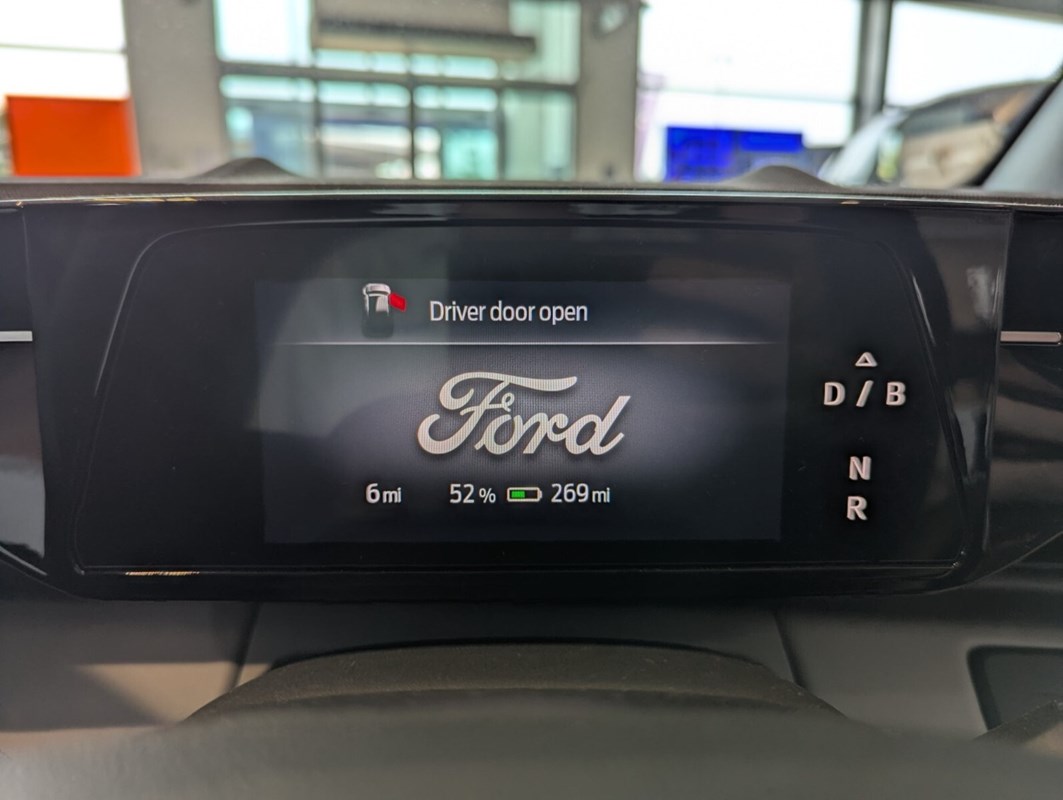 Driver door open
Ford
6 mi 52 % 269 mi
D / B
N
R